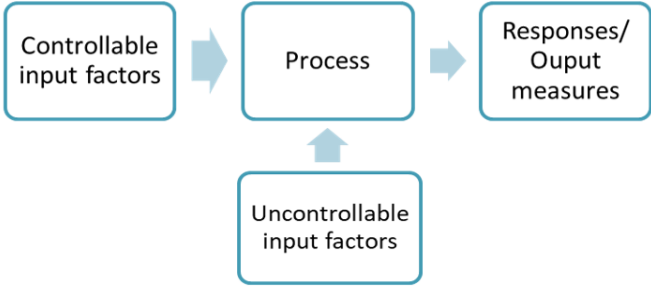 Controllable
input factors
Process
Responses/
Ouput
measures
Uncontrollable
input factors